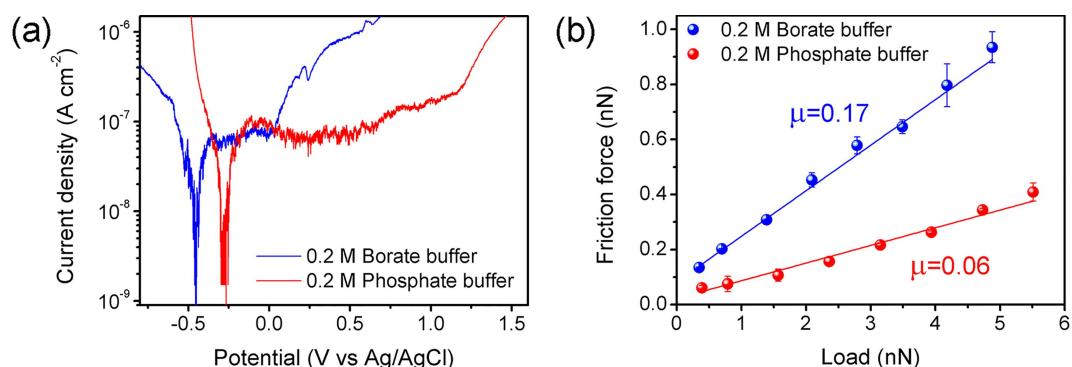 (a)
10⁻⁶
10⁻⁷
10⁻⁸
10⁻⁹
Current density (A cm⁻²)
0.2 M Borate buffer
0.2 M Phosphate buffer
-0.5 0.0 0.5 1.0 1.5
Potential (V vs Ag/AgCl)
(b)
1.0
0.8
0.6
0.4
0.2
0.0
Friction force (nN)
0.2 M Borate buffer
0.2 M Phosphate buffer
μ=0.17
μ=0.06
0 1 2 3 4 5 6
Load (nN)